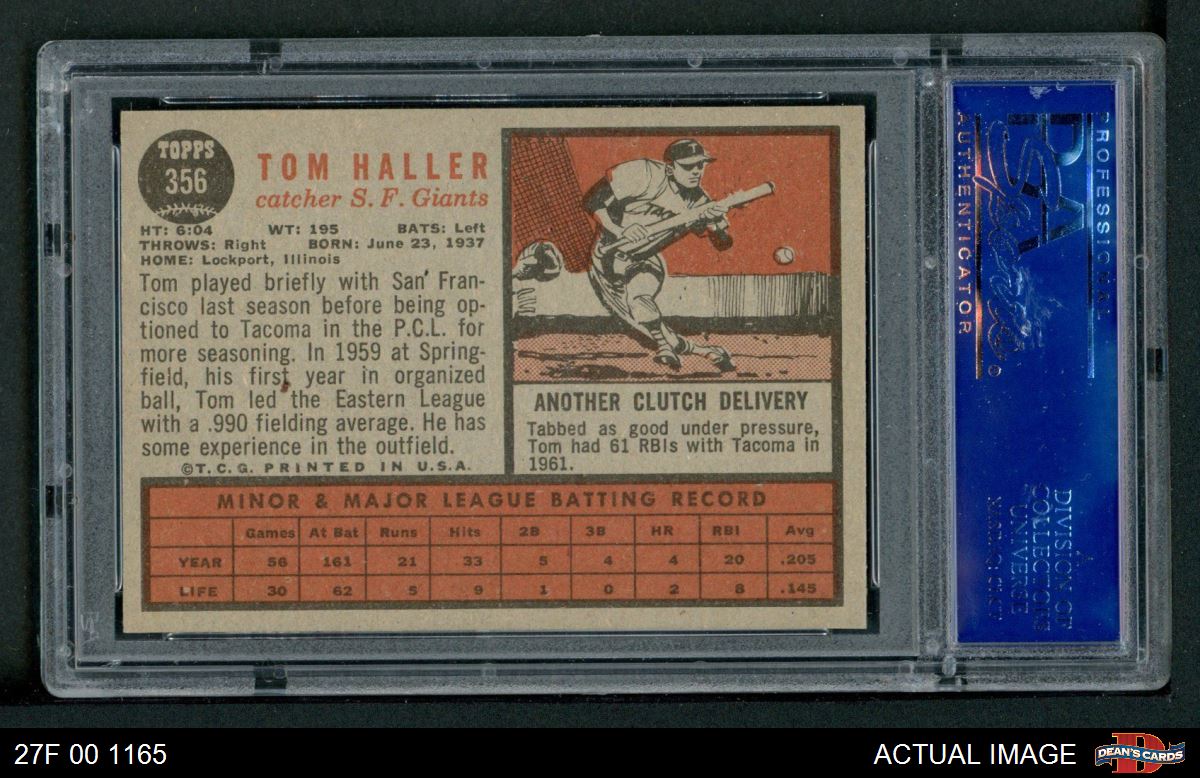 TOPPS
356
TOM HALLER
catcher S. F. Giants
HT: 6:04 WT: 195 BATS: Left
THROWS: Right BORN: June 23, 1937
HOME: Lockport, Illinois
Tom played briefly with San Fran-
cisco last season before being op-
tioned to Tacoma in the P.C.L. for
more seasoning. In 1959 at Spring-
field, his first year in organized
ball, Tom led the Eastern League
with a .990 fielding average. He has
some experience in the outfield.
©T.C.G. PRINTED IN U.S.A.
T
ANOTHER CLUTCH DELIVERY
Tabbed as good under pressure,
Tom had 61 RBIs with Tacoma in
1961.
MINOR & MAJOR LEAGUE BATTING RECORD
Games At Bat Runs Hits 2B 3B HR RBI Avg
YEAR 56 161 21 33 5 4 4 20 .205
LIFE 30 62 5 9 1 0 2 8 .145
PROFESSIONAL
PSA
AUTHENTICATOR
DIVISION OF
COLLECTORS
UNIVERSE
27F 00 1165
ACTUAL IMAGE
DEAN'S CARDS